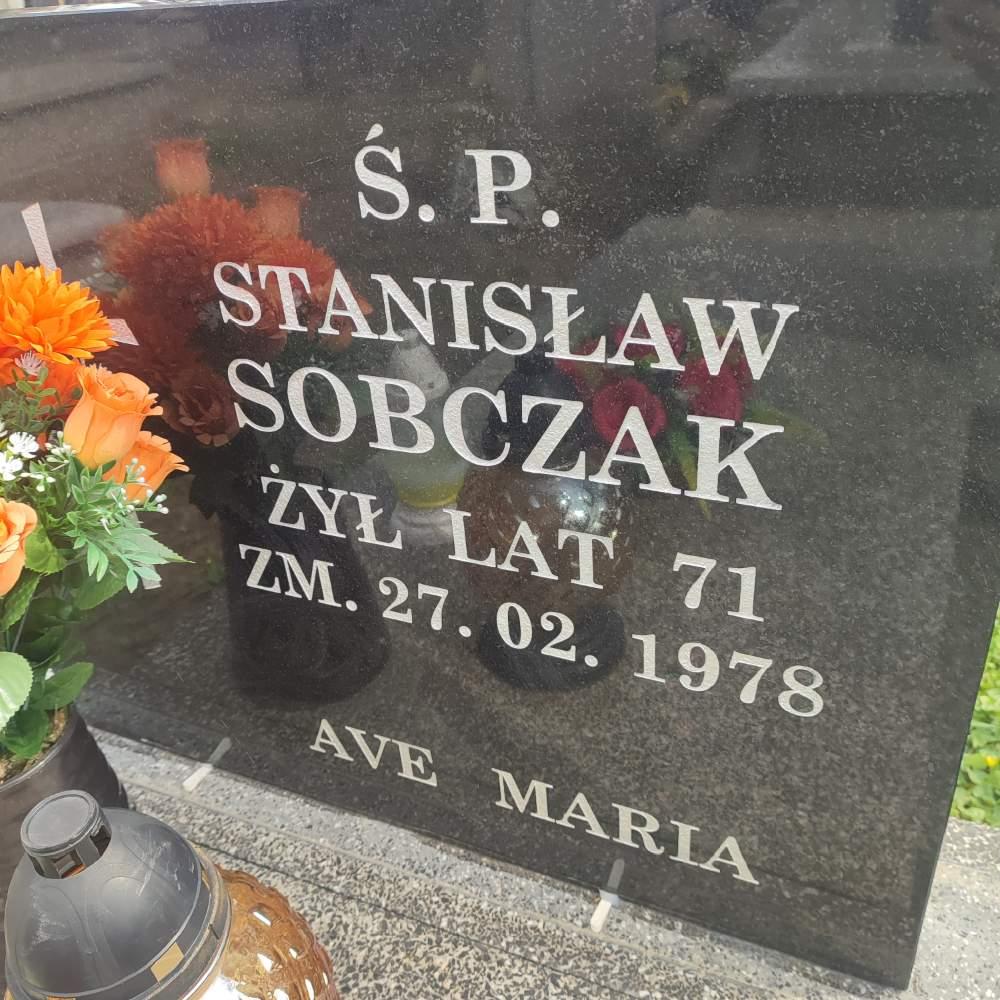 Ś. P.
STANISŁAW
SOBCZAK
ŻYŁ LAT 71
ZM. 27. 02. 1978
AVE MARIA